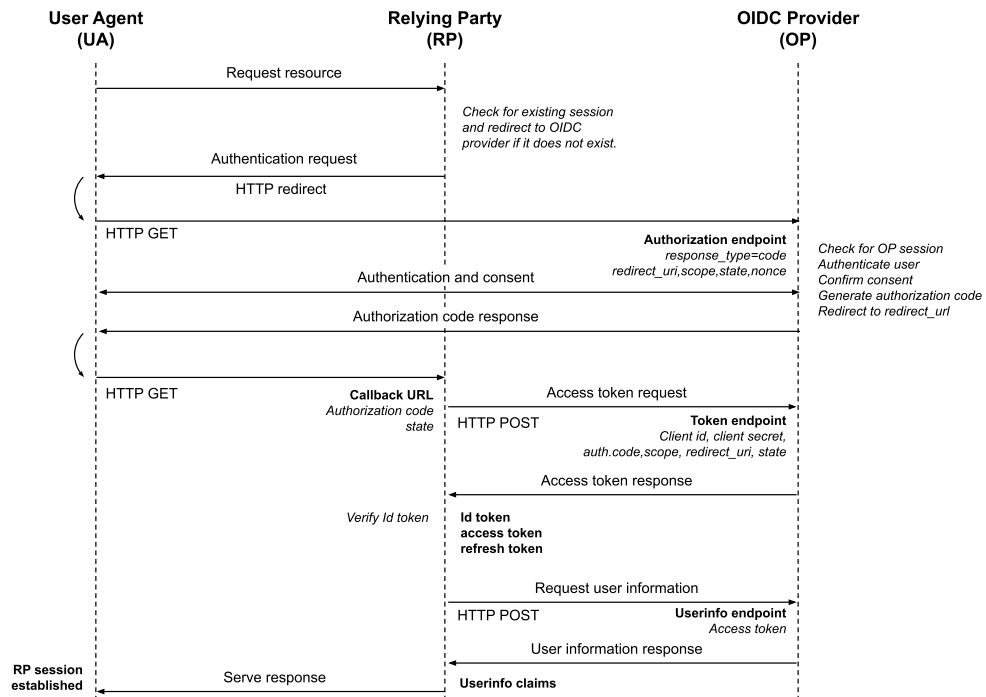 User Agent
(UA)
Relying Party
(RP)
OIDC Provider
(OP)
Request resource
Check for existing session
and redirect to OIDC
provider if it does not exist.
Authentication request
HTTP redirect
HTTP GET
Authorization endpoint
response_type=code
redirect_uri,scope,state,nonce
Check for OP session
Authenticate user
Confirm consent
Generate authorization code
Redirect to redirect_url
Authentication and consent
Authorization code response
HTTP GET
Callback URL
Authorization code
state
Access token request
HTTP POST
Token endpoint
Client id, client secret,
auth.code,scope, redirect_uri, state
Access token response
Verify Id token
Id token
access token
refresh token
Request user information
HTTP POST
Userinfo endpoint
Access token
User information response
RP session
established
Serve response
Userinfo claims